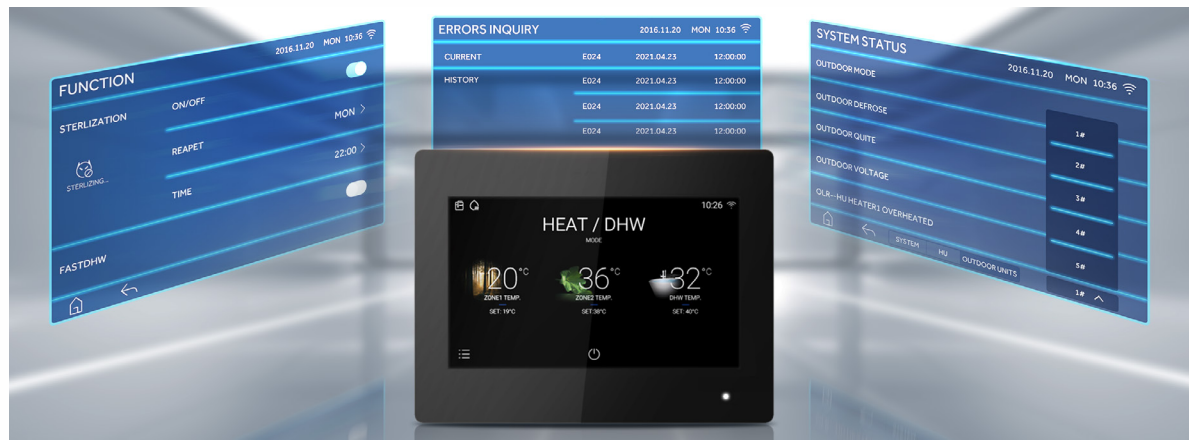 FUNCTION
2016.11.20 MON 10:36
STERLIZATION
ON/OFF
REAPET
MON >
STERLIZING...
TIME
22:00 >
FASTDHW
ERRORS INQUIRY 2016.11.20 MON 10:36
CURRENT E024 2021.04.23 12:00:00
HISTORY E024 2021.04.23 12:00:00
E024 2021.04.23 12:00:00
E024 2021.04.23 12:00:00
SYSTEM STATUS
2016.11.20 MON 10:36
OUTDOOR MODE
OUTDOOR DEFROSE
OUTDOOR QUITE
OUTDOOR VOLTAGE
OLR--HU HEATER1 OVERHEATED
1#
2#
3#
4#
5#
1#
SYSTEM HU OUTDOOR UNITS
10:26
HEAT / DHW
MODE
20°C 36°C 32°C
ZONE1 TEMP. ZONE2 TEMP. DHW TEMP.
SET: 19°C SET:38°C SET: 40°C